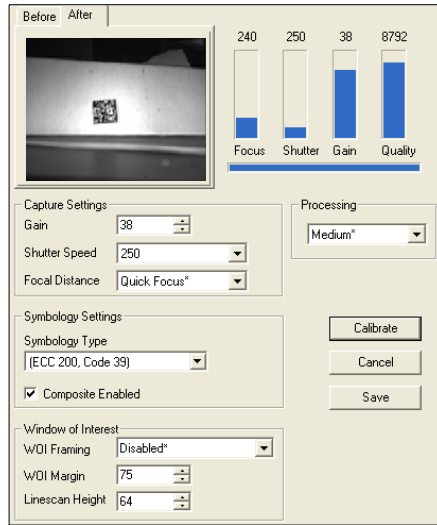 Before After
240 250 38 8792
Focus Shutter Gain Quality
Capture Settings
Gain 38
Shutter Speed 250
Focal Distance Quick Focus*
Processing
Medium*
Symbology Settings
Symbology Type
(ECC 200, Code 39)
Composite Enabled
Calibrate
Cancel
Save
Window of Interest
WOI Framing Disabled*
WOI Margin 75
Linescan Height 64